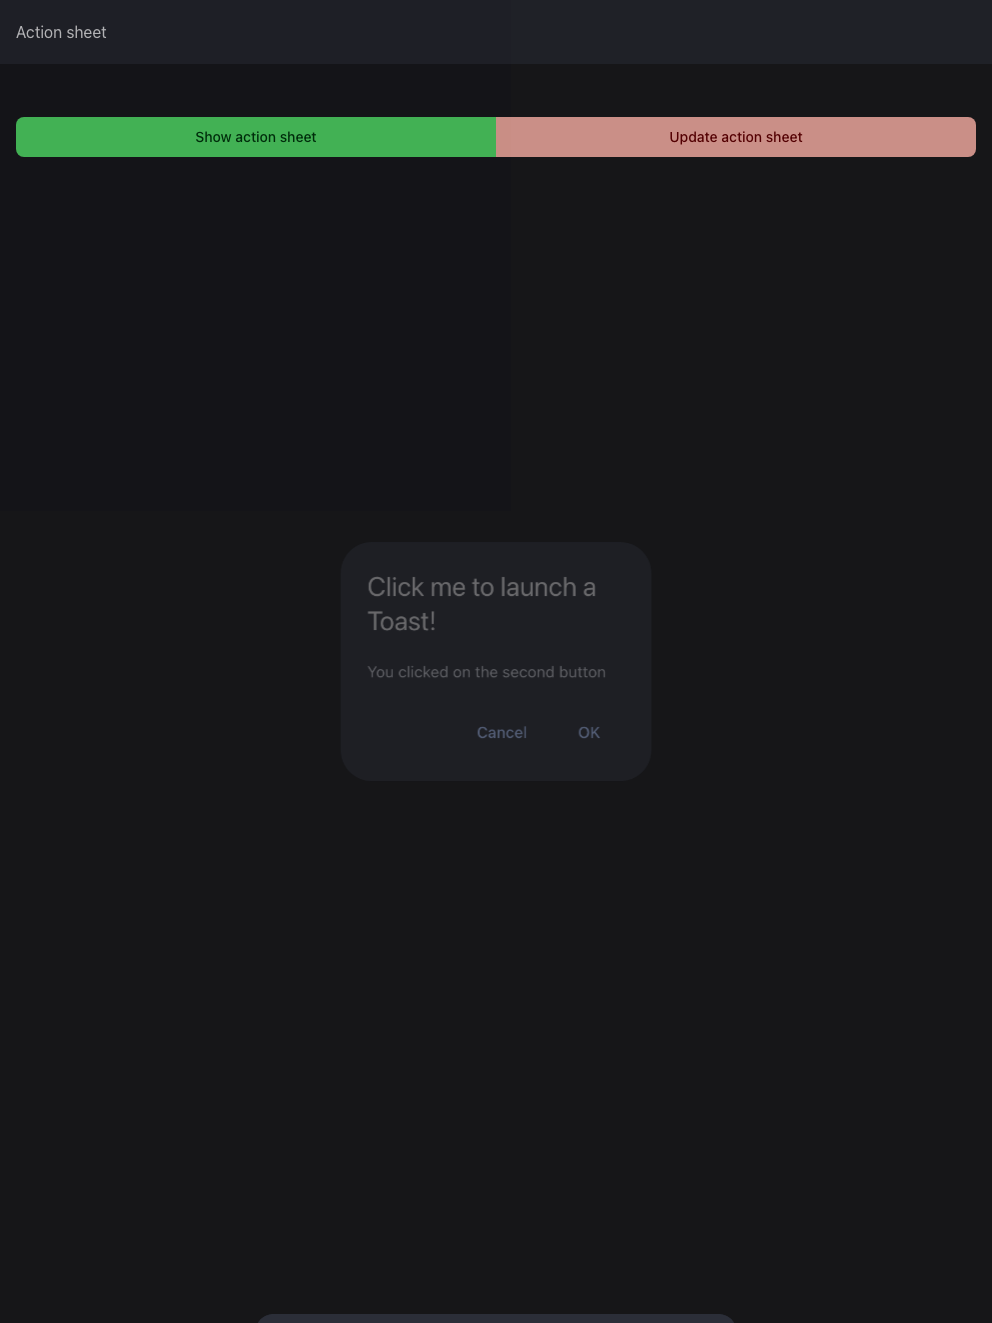 Action sheet
Show action sheet
Update action sheet
Click me to launch a
Toast!
You clicked on the second button
Cancel
OK